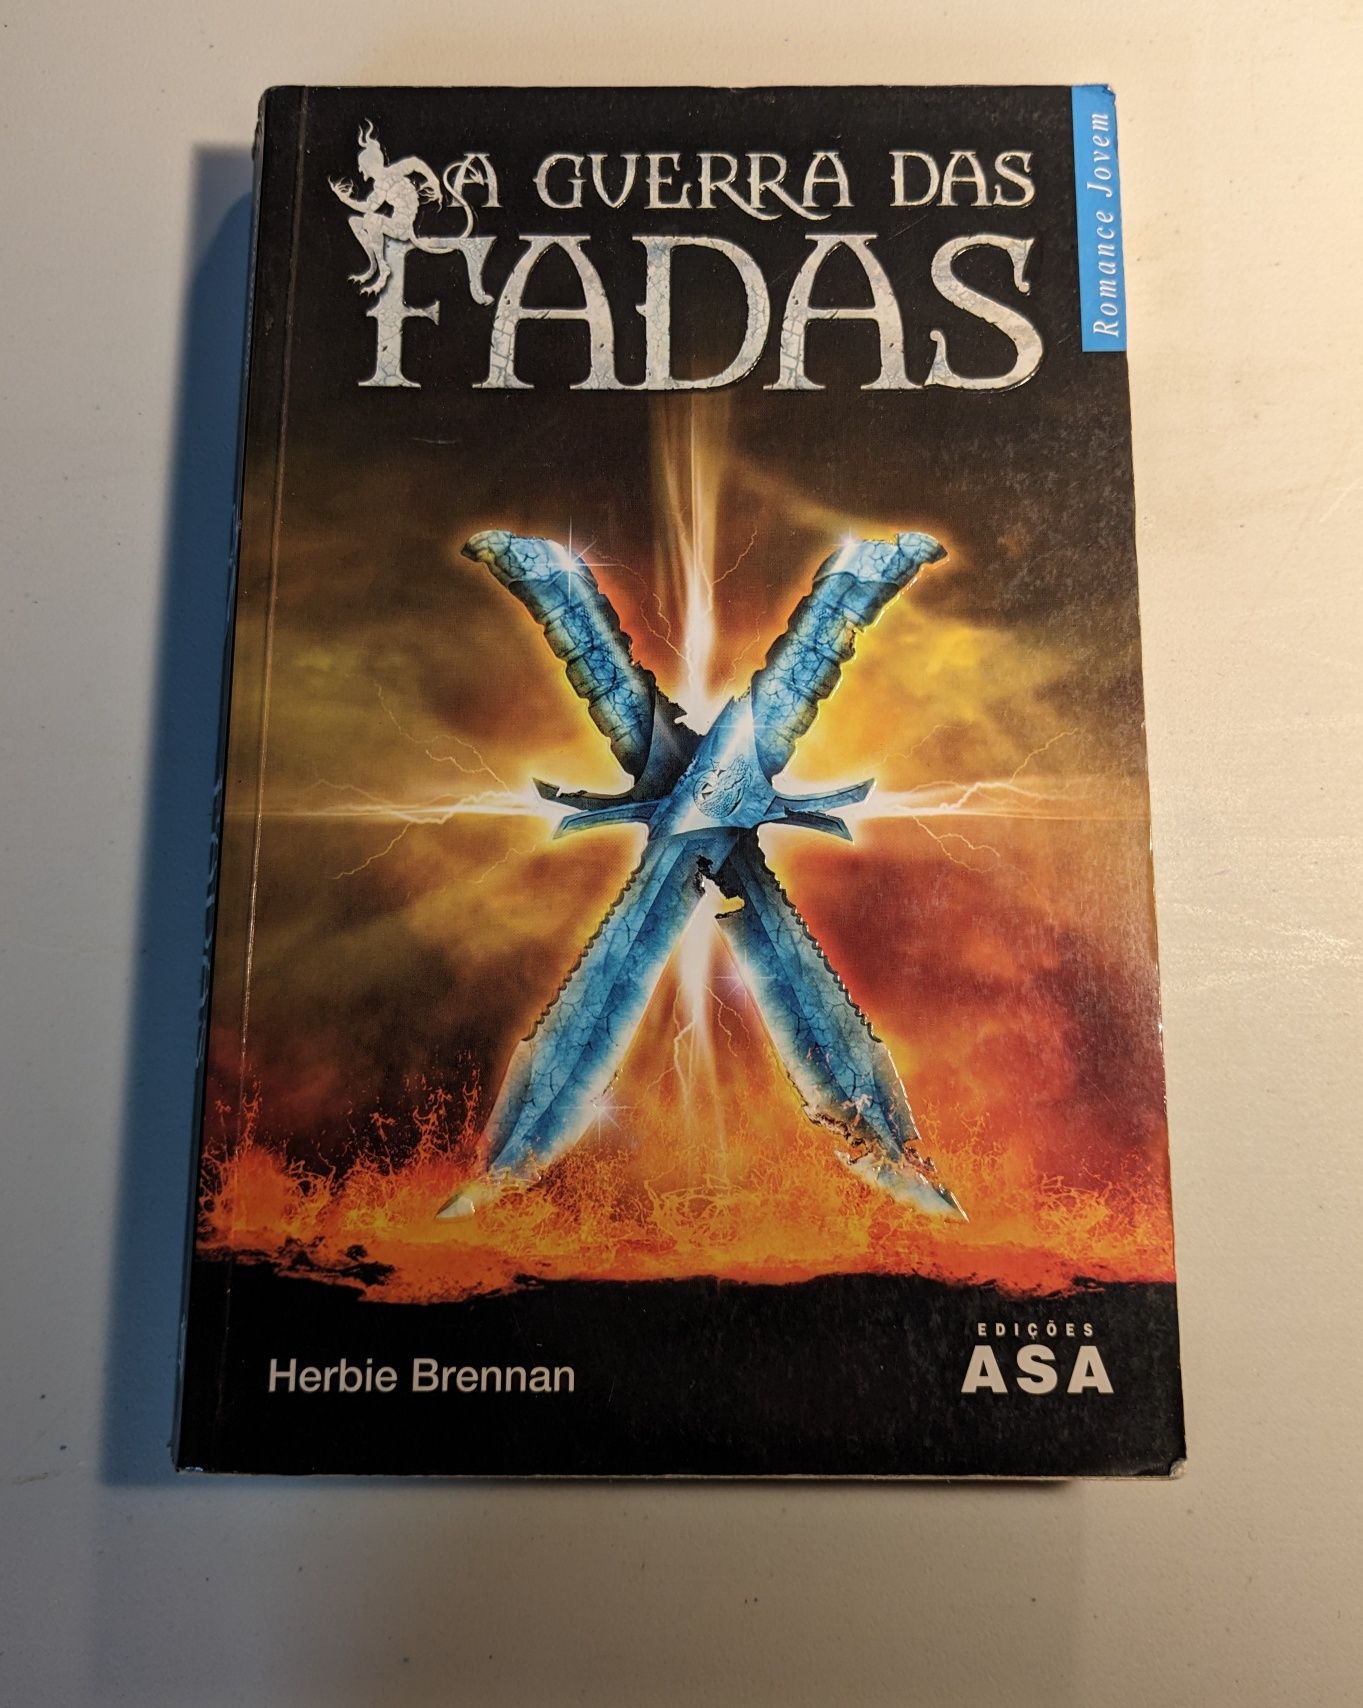 A GUERRA DAS
FADAS
Romance Jovem
Herbie Brennan
EDIÇÕES
ASA